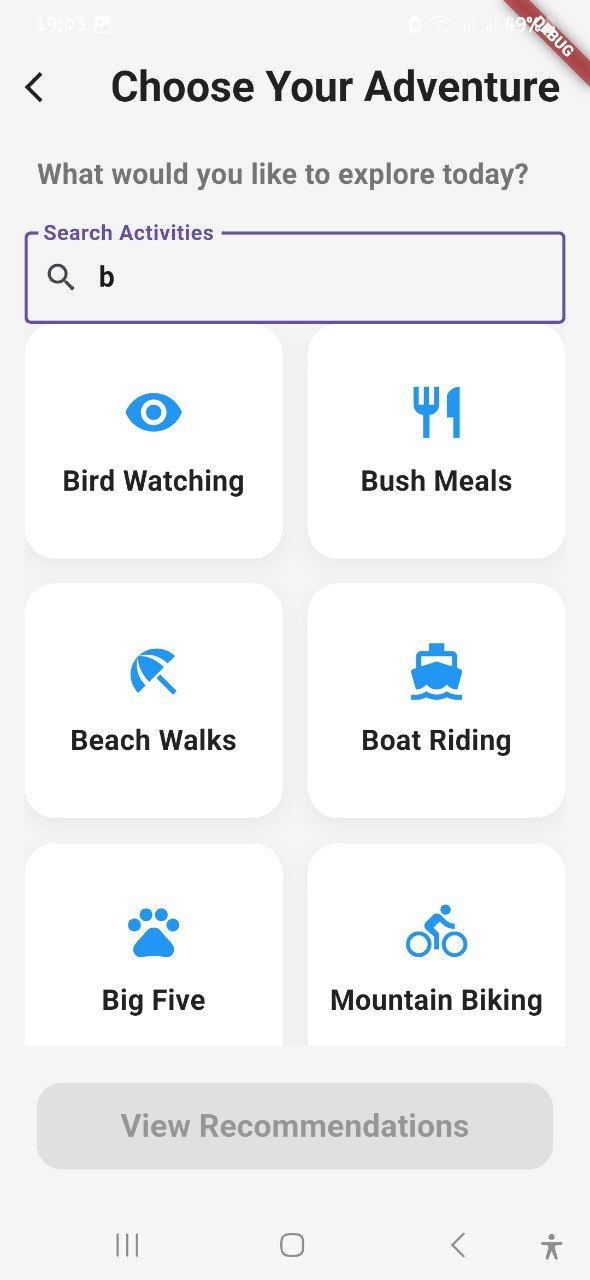 19:03 49%
DEBUG
Choose Your Adventure
What would you like to explore today?
Search Activities
b
Bird Watching
Bush Meals
Beach Walks
Boat Riding
Big Five
Mountain Biking
View Recommendations